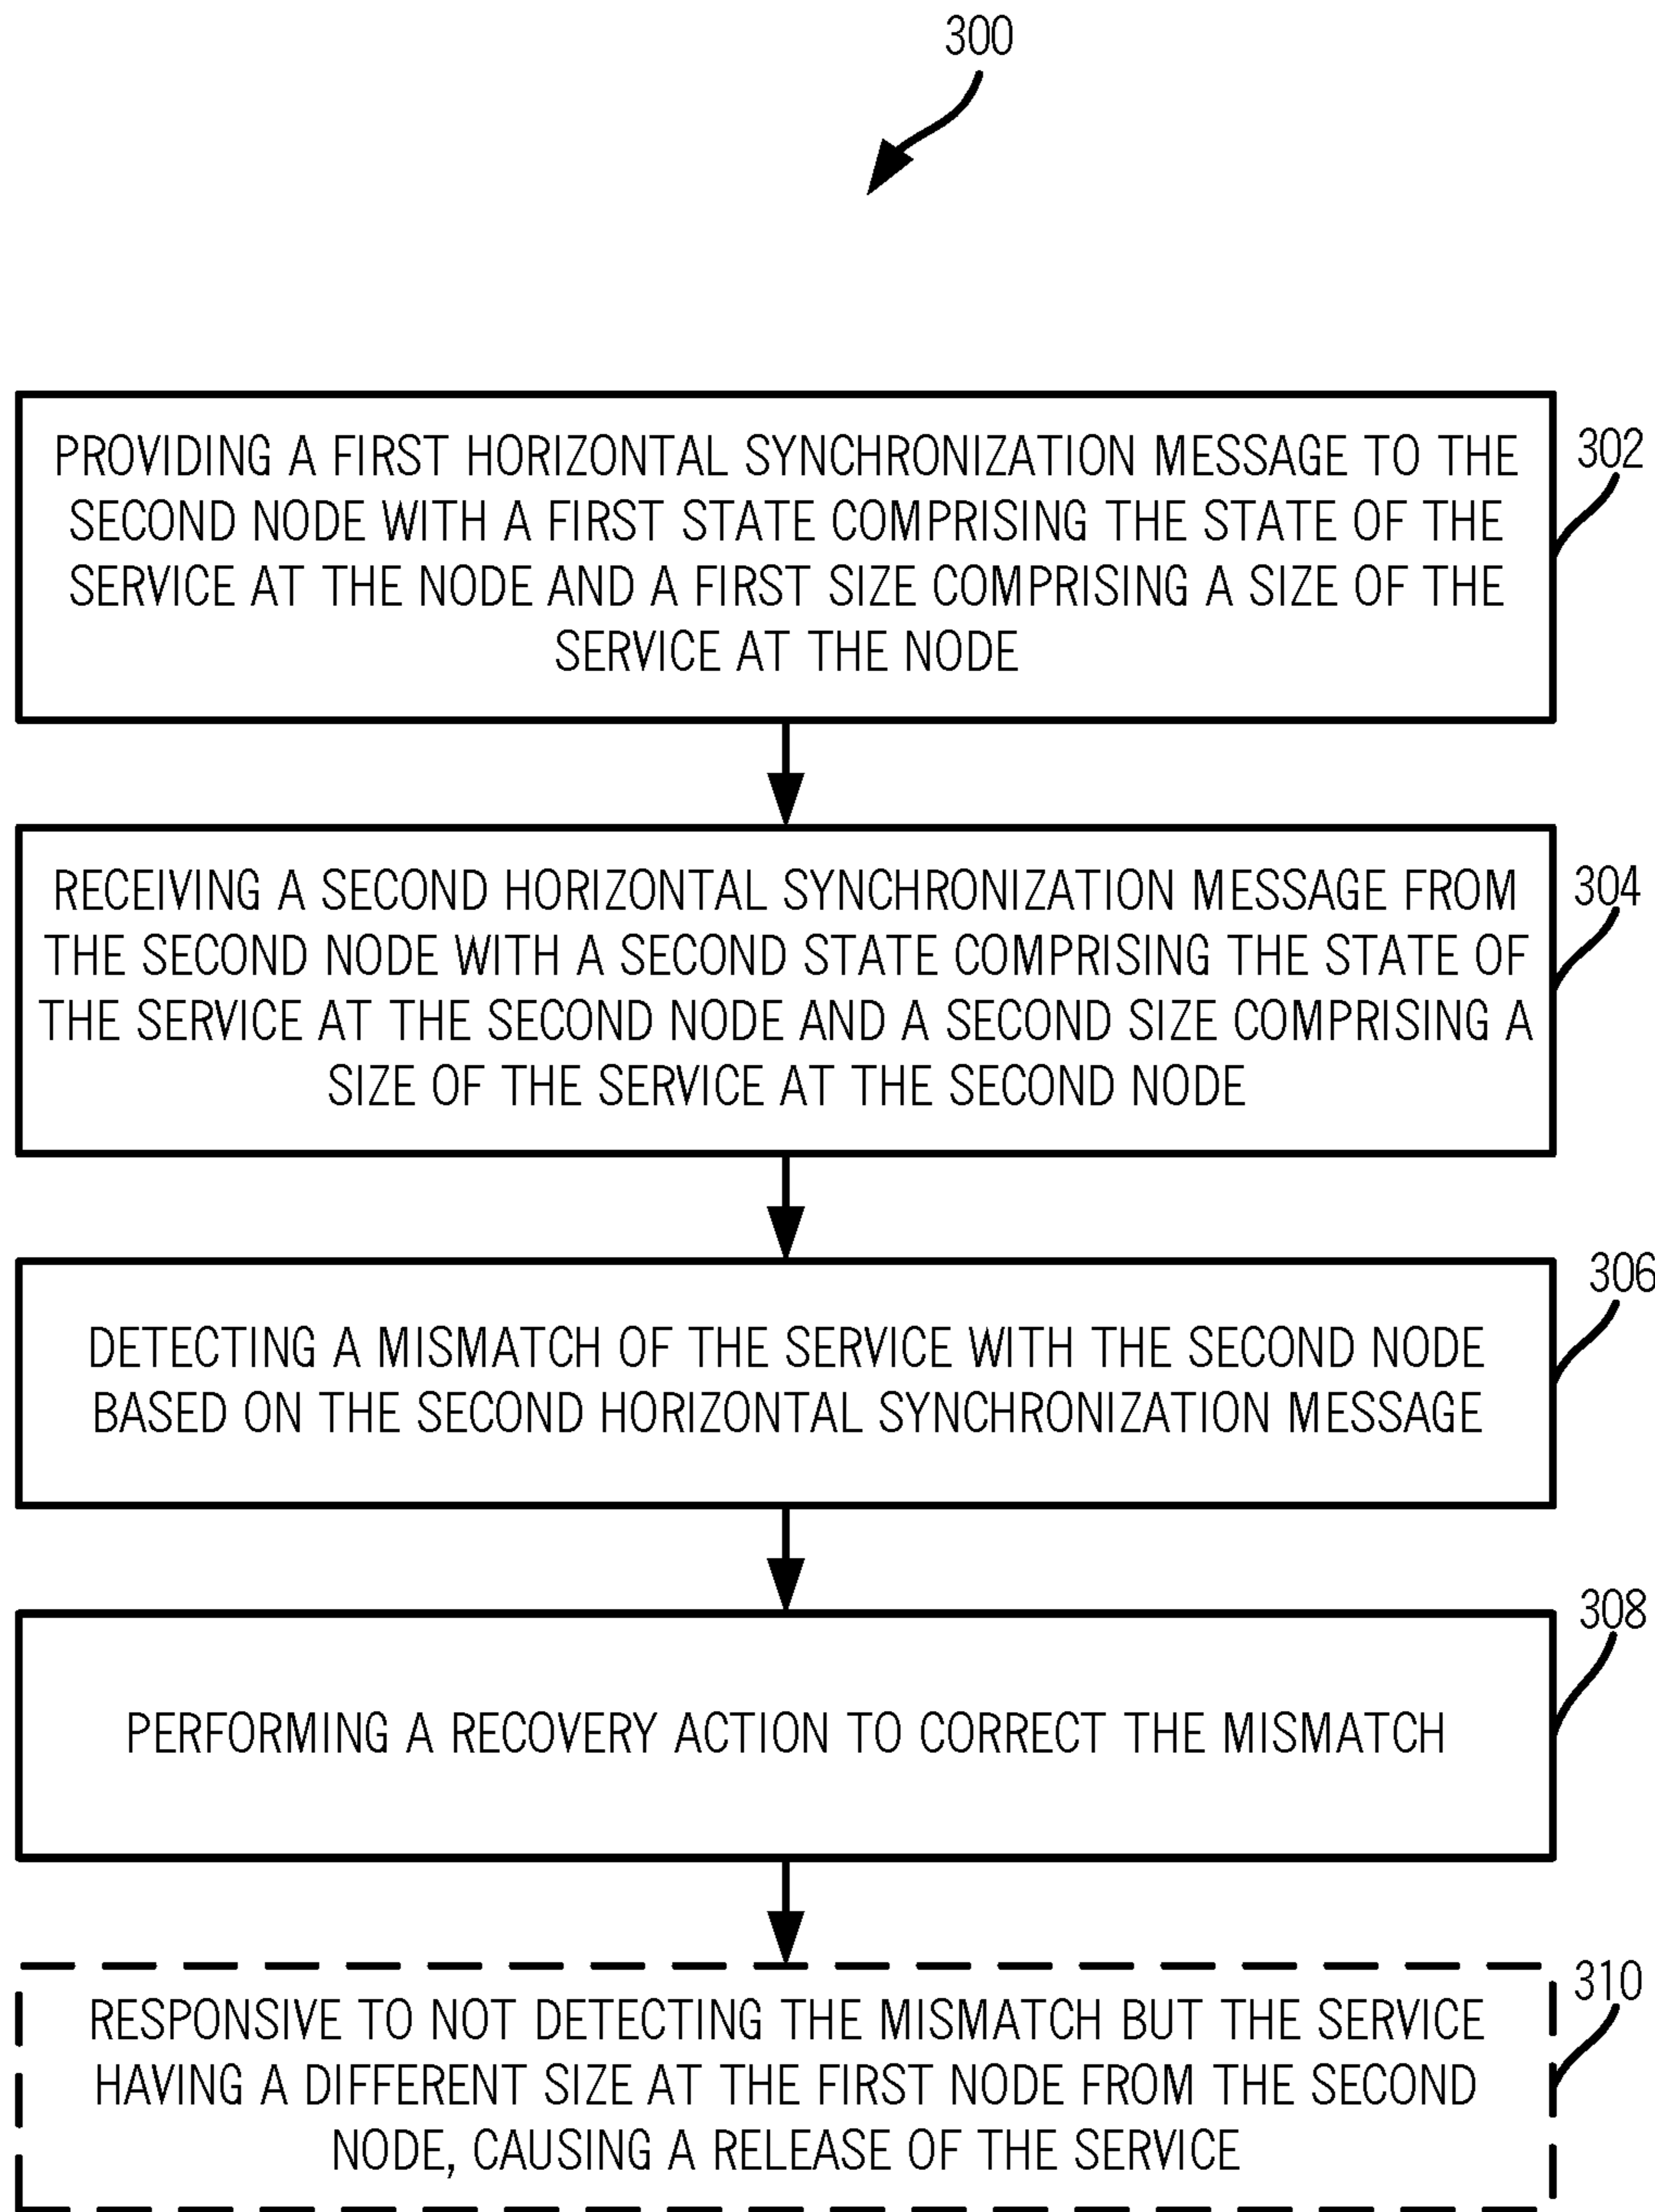 300
PROVIDING A FIRST HORIZONTAL SYNCHRONIZATION MESSAGE TO THE
SECOND NODE WITH A FIRST STATE COMPRISING THE STATE OF THE
SERVICE AT THE NODE AND A FIRST SIZE COMPRISING A SIZE OF THE
SERVICE AT THE NODE
302
RECEIVING A SECOND HORIZONTAL SYNCHRONIZATION MESSAGE FROM
THE SECOND NODE WITH A SECOND STATE COMPRISING THE STATE OF
THE SERVICE AT THE SECOND NODE AND A SECOND SIZE COMPRISING A
SIZE OF THE SERVICE AT THE SECOND NODE
304
DETECTING A MISMATCH OF THE SERVICE WITH THE SECOND NODE
BASED ON THE SECOND HORIZONTAL SYNCHRONIZATION MESSAGE
306
PERFORMING A RECOVERY ACTION TO CORRECT THE MISMATCH
308
RESPONSIVE TO NOT DETECTING THE MISMATCH BUT THE SERVICE
HAVING A DIFFERENT SIZE AT THE FIRST NODE FROM THE SECOND
NODE, CAUSING A RELEASE OF THE SERVICE
310